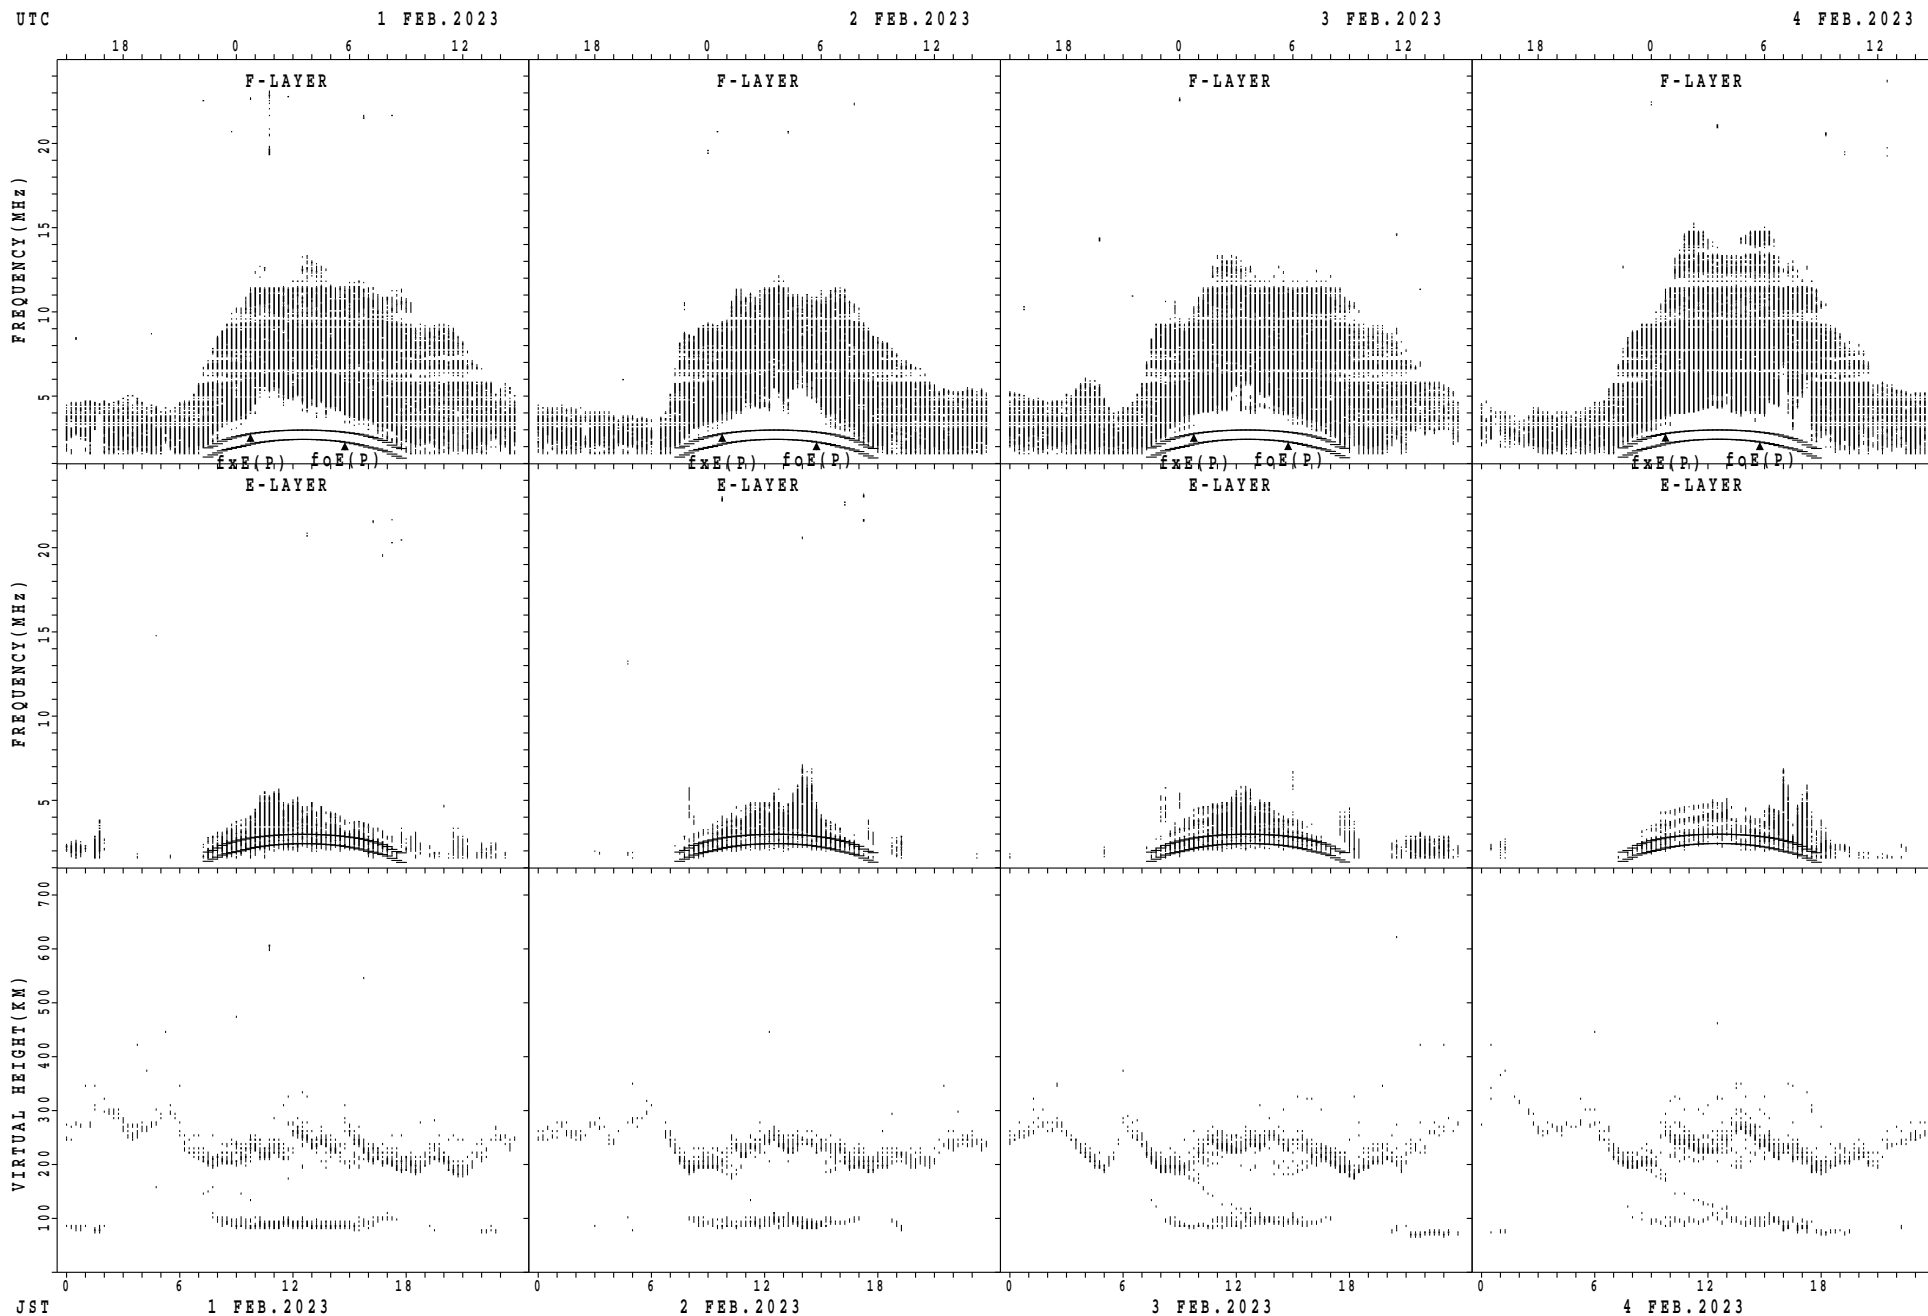 UTC 1 FEB.2023 2 FEB.2023 3 FEB.2023 4 FEB.2023
18 0 6 12 18 0 6 12 18 0 6 12 18 0 6 12
F-LAYER F-LAYER F-LAYER F-LAYER
FREQUENCY(MHz)
20
15
10
5
fxE(P) foE(P) fxE(P) foE(P) fxE(P) foE(P) fxE(P) foE(P)
E-LAYER E-LAYER E-LAYER E-LAYER
FREQUENCY(MHz)
20
15
10
5
VIRTUAL HEIGHT(KM)
700
600
500
400
300
200
100
0 6 12 18 0 6 12 18 0 6 12 18 0 6 12 18
JST 1 FEB.2023 2 FEB.2023 3 FEB.2023 4 FEB.2023